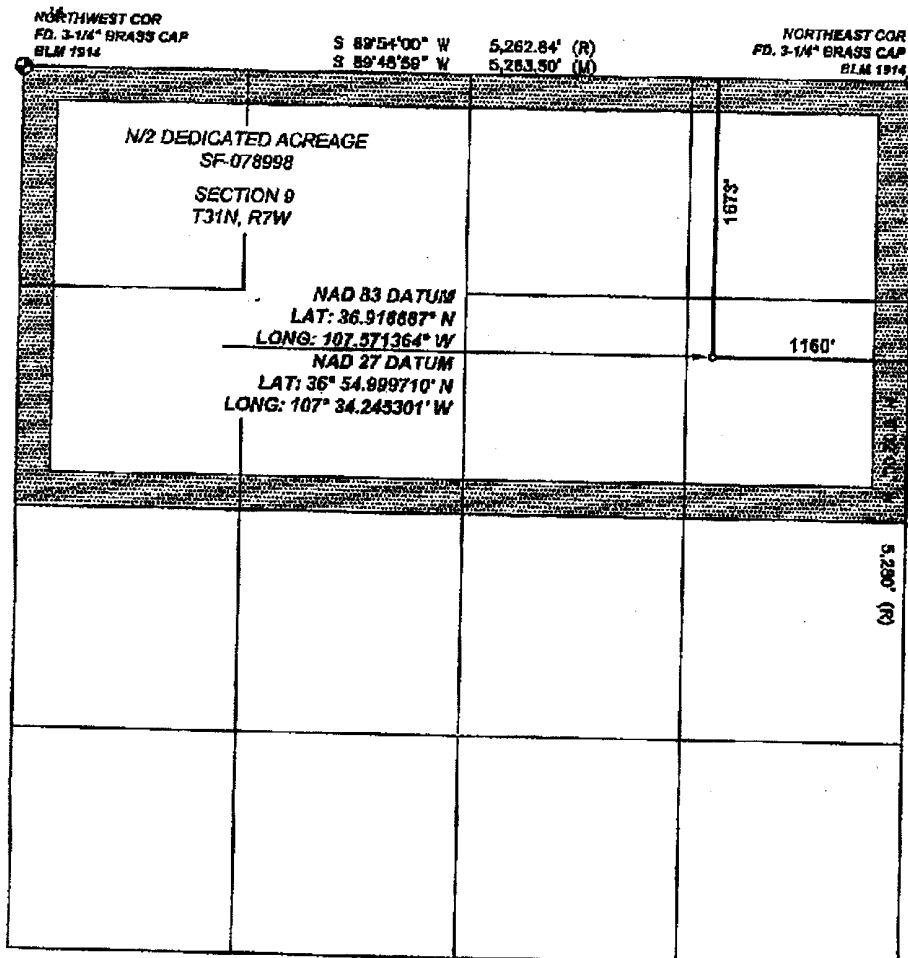 NORTHWEST COR
FD. 3-1/4" BRASS CAP
BLM 1914
S 89°54'00" W 5,262.84' (R)
S 89°48'59" W 5,263.50' (M)
NORTHEAST COR
FD. 3-1/4" BRASS CAP
BLM 1914
N/2 DEDICATED ACREAGE
SF-078998
SECTION 9
T31N, R7W
1673'
NAD 83 DATUM
LAT: 36.916667° N
LONG: 107.571364° W
1160'
NAD 27 DATUM
LAT: 36° 54.999710' N
LONG: 107° 34.245301' W
5,280' (R)